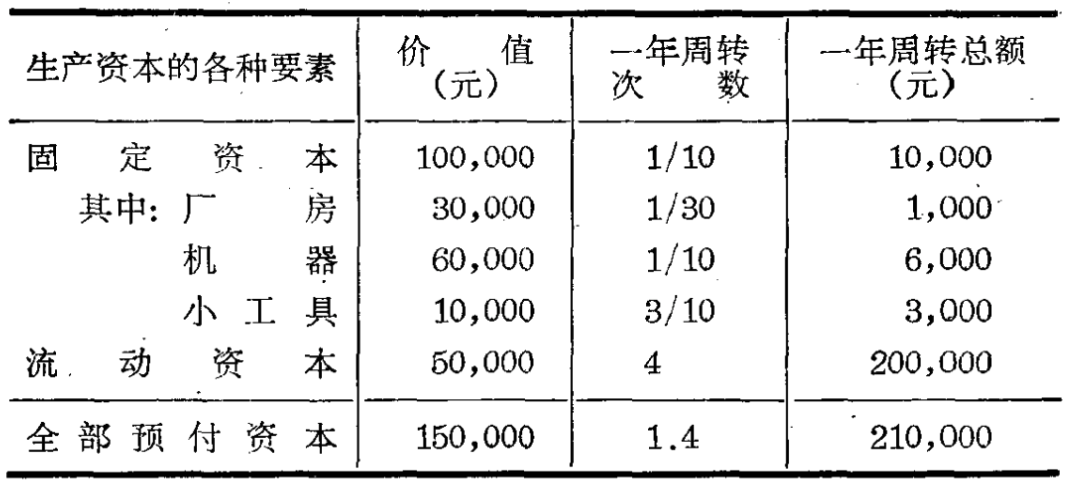 生产资本的各种要素 价值(元) 一年周转次数 一年周转总额(元)
固定资本 100,000 1/10 10,000
其中:厂房 30,000 1/30 1,000
机器 60,000 1/10 6,000
小工具 10,000 3/10 3,000
流动资本 50,000 4 200,000
全部预付资本 150,000 1.4 210,000